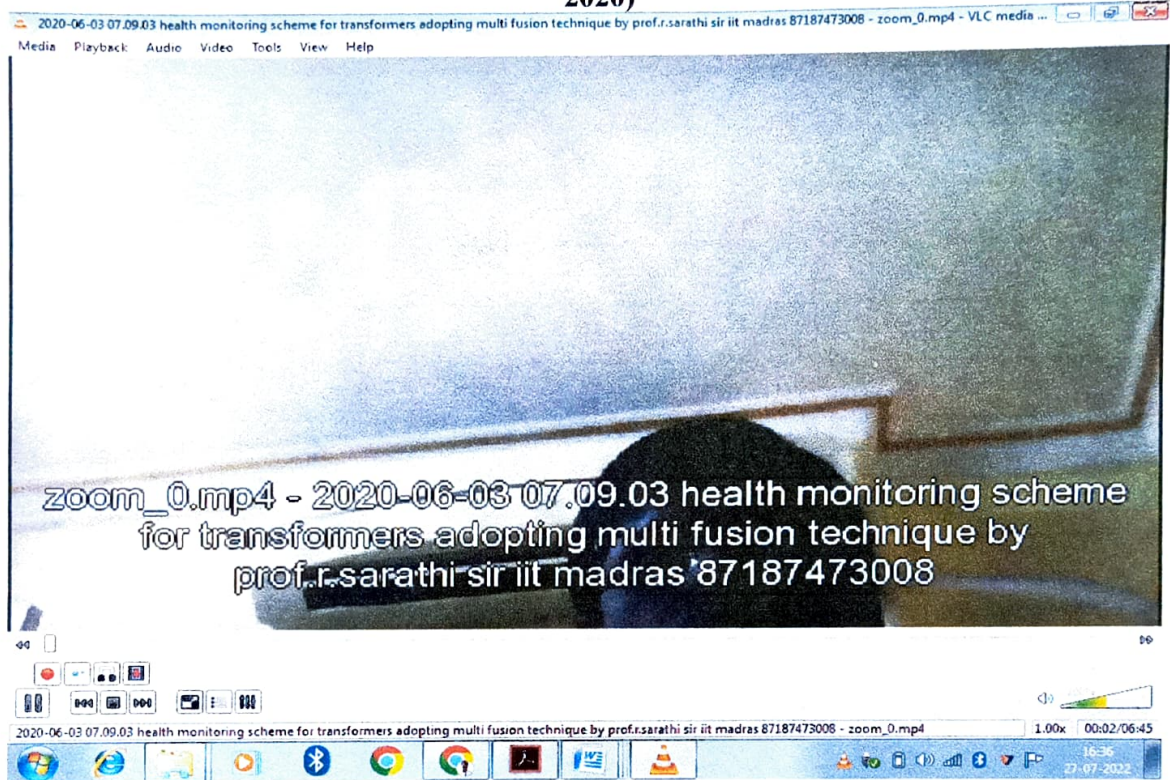 2020)
2020-06-03 07.09.03 health monitoring scheme for transformers adopting multi fusion technique by prof.r.sarathi sir iit madras 87187473008 - zoom_0.mp4 - VLC media ...
Media Playback Audio Video Tools View Help
zoom_0.mp4 - 2020-06-03 07.09.03 health monitoring scheme
for transformers adopting multi fusion technique by
prof.r.sarathi sir iit madras 87187473008
2020-06-03 07.09.03 health monitoring scheme for transformers adopting multi fusion technique by prof.r.sarathi sir iit madras 87187473008 - zoom_0.mp4 1.00x 00:02/06:45
16:36
27-07-2022